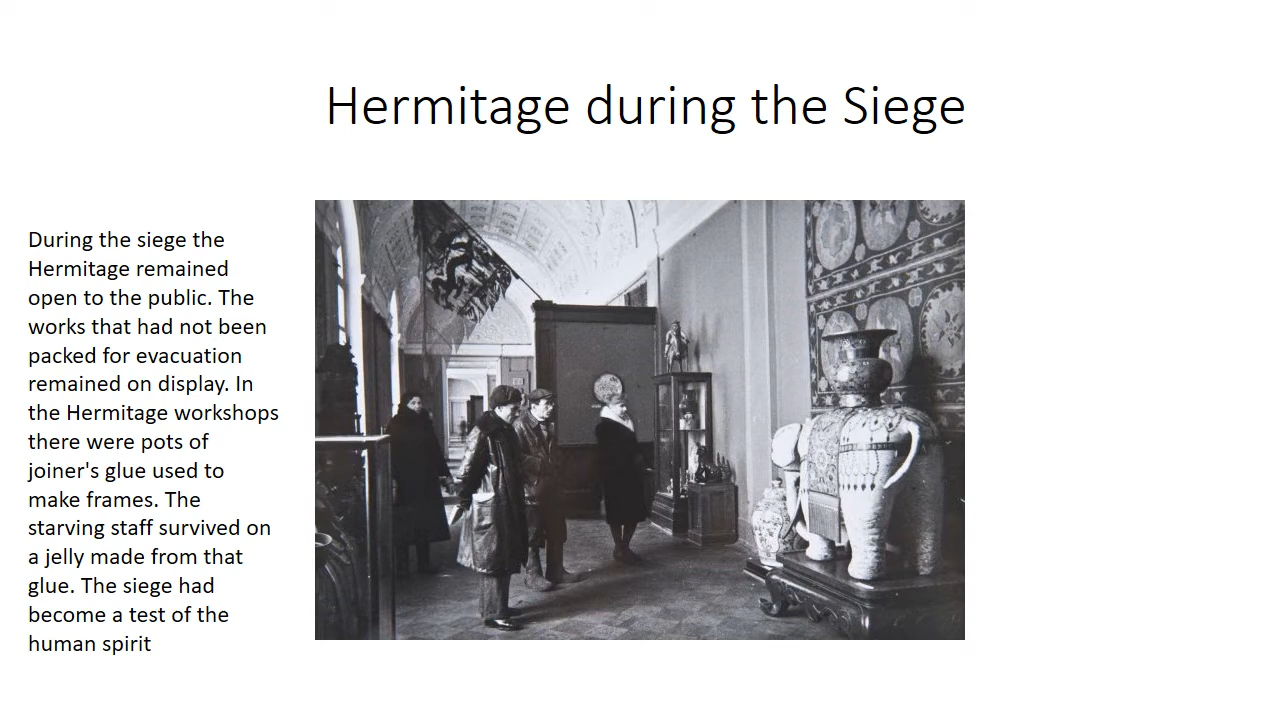 Hermitage during the Siege
During the siege the
Hermitage remained
open to the public. The
works that had not been
packed for evacuation
remained on display. In
the Hermitage workshops
there were pots of
joiner's glue used to
make frames. The
starving staff survived on
a jelly made from that
glue. The siege had
become a test of the
human spirit